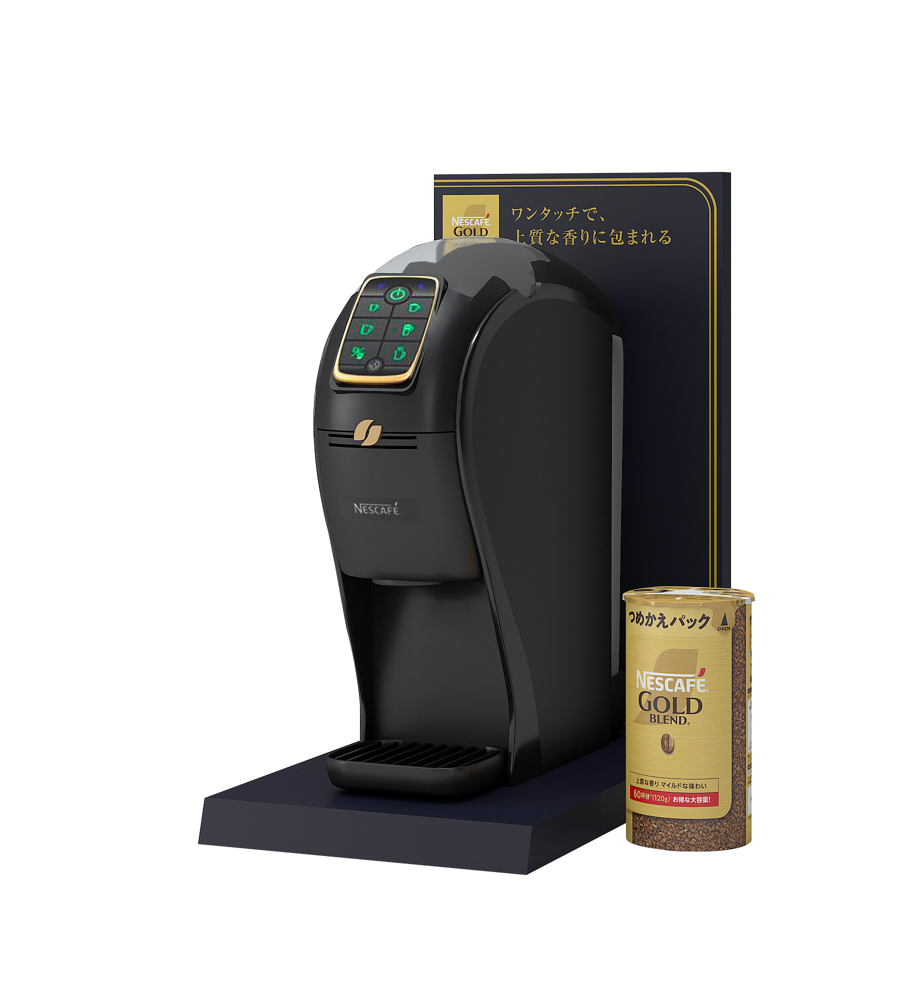 NESCAFÉ
GOLD
ワンタッチで、
上質な香りに包まれる
NESCAFÉ
つめかえパック
OPEN
NESCAFÉ®
GOLD
BLEND®
上質な香り マイルドな味わい
60杯分*(120g) お得な大容量!